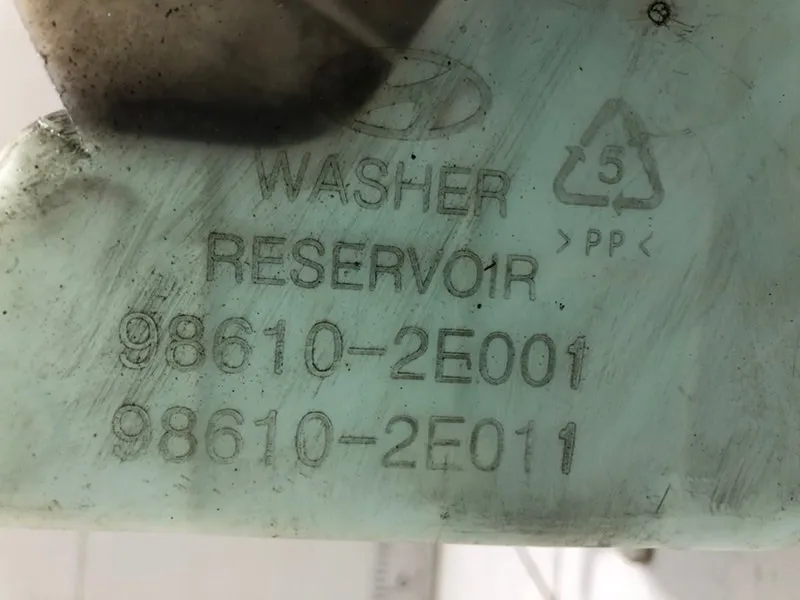 WASHER
RESERVOIR
98610-2E001
98610-2E011
5
>PP<